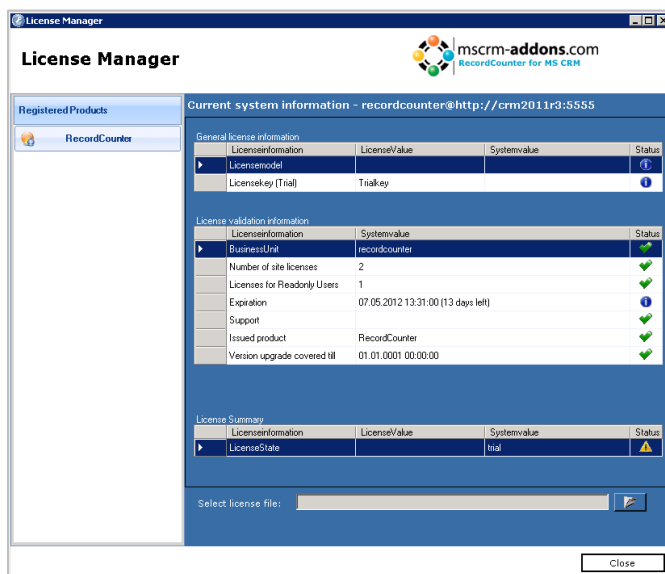 License Manager
License Manager
mscrm-addons.com
RecordCounter for MS CRM
Registered Products
RecordCounter
Current system information - recordcounter@http://crm2011r3:5555
General license information
Licenseinformation LicenseValue Systemvalue Status
Licensemodel
Licensekey (Trial) Trialkey
License validation information
Licenseinformation Systemvalue Status
BusinessUnit recordcounter
Number of site licenses 2
Licenses for Readonly Users 1
Expiration 07.05.2012 13:31:00 (13 days left)
Support
Issued product RecordCounter
Version upgrade covered till 01.01.0001 00:00:00
License Summary
Licenseinformation LicenseValue Systemvalue Status
LicenseState trial
Select license file:
Close